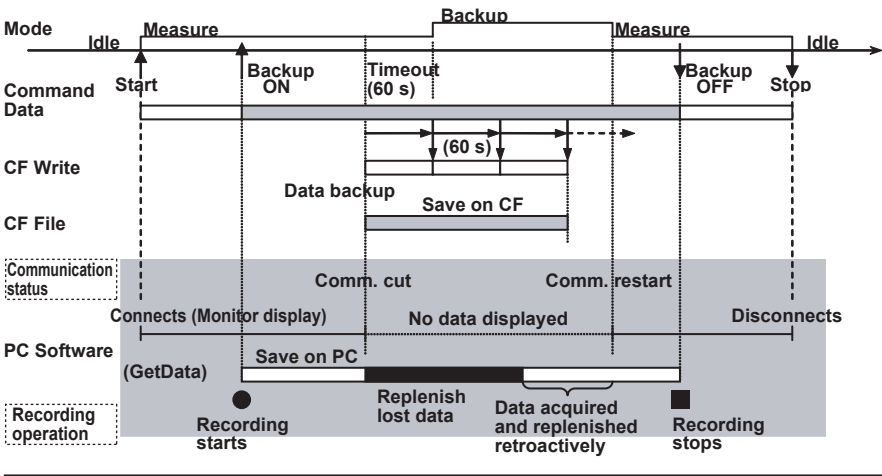 Mode
Idle
Measure
Backup
Measure
Idle
Command
Data
Start
Backup
ON
Timeout
(60 s)
Backup
OFF
Stop
(60 s)
CF Write
Data backup
CF File
Save on CF
Communication
status
Comm. cut
Comm. restart
Connects (Monitor display)
No data displayed
Disconnects
PC Software
(GetData)
Save on PC
Replenish
lost data
Data acquired
and replenished
retroactively
Recording
operation
Recording
starts
Recording
stops